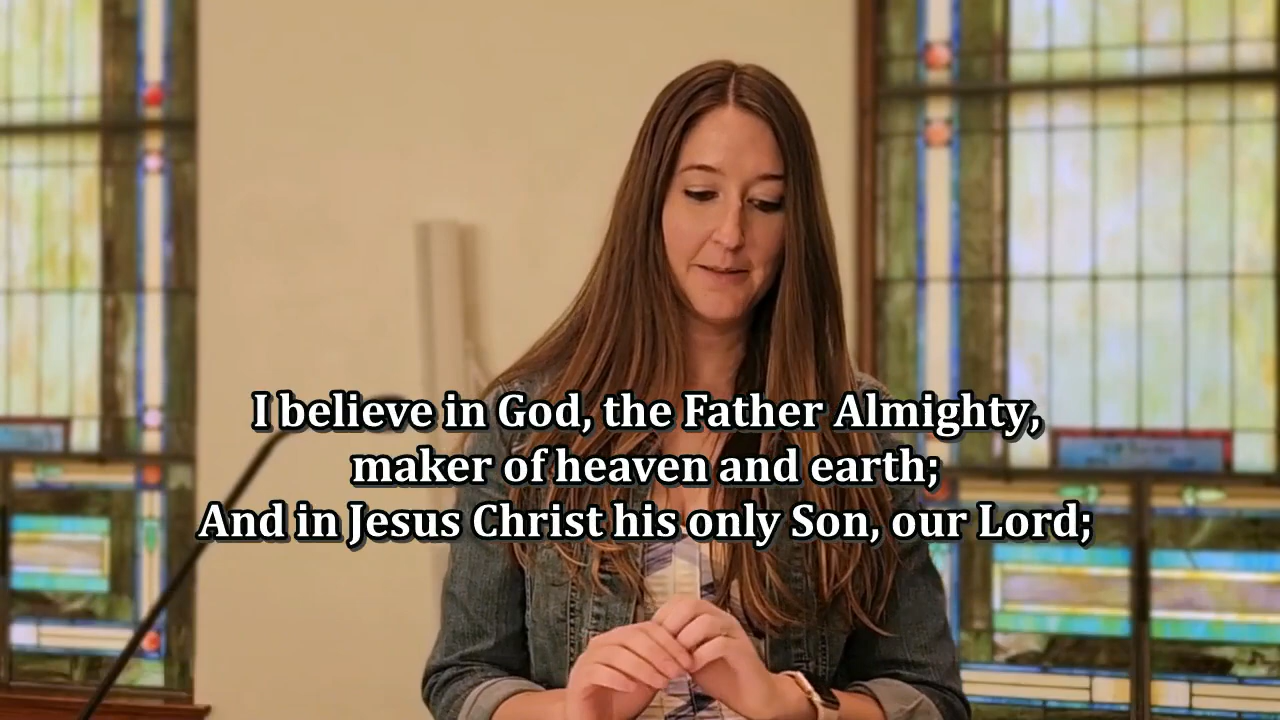 I believe in God, the Father Almighty,
maker of heaven and earth;
And in Jesus Christ his only Son, our Lord;